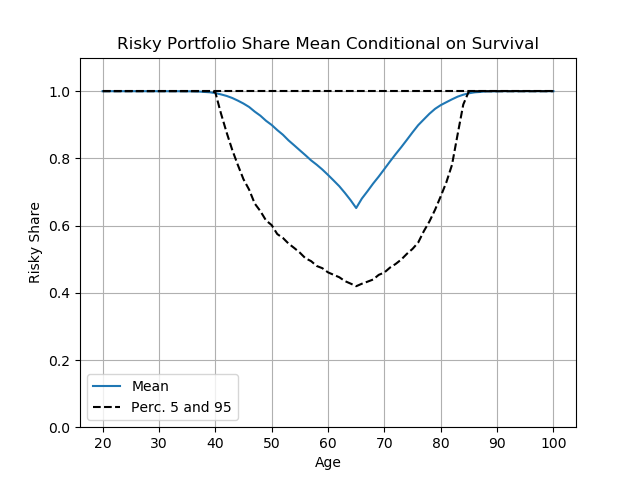 Risky Portfolio Share Mean Conditional on Survival
Risky Share
1.0
0.8
0.6
0.4
0.2
0.0
Mean
Perc. 5 and 95
20 30 40 50 60 70 80 90 100
Age